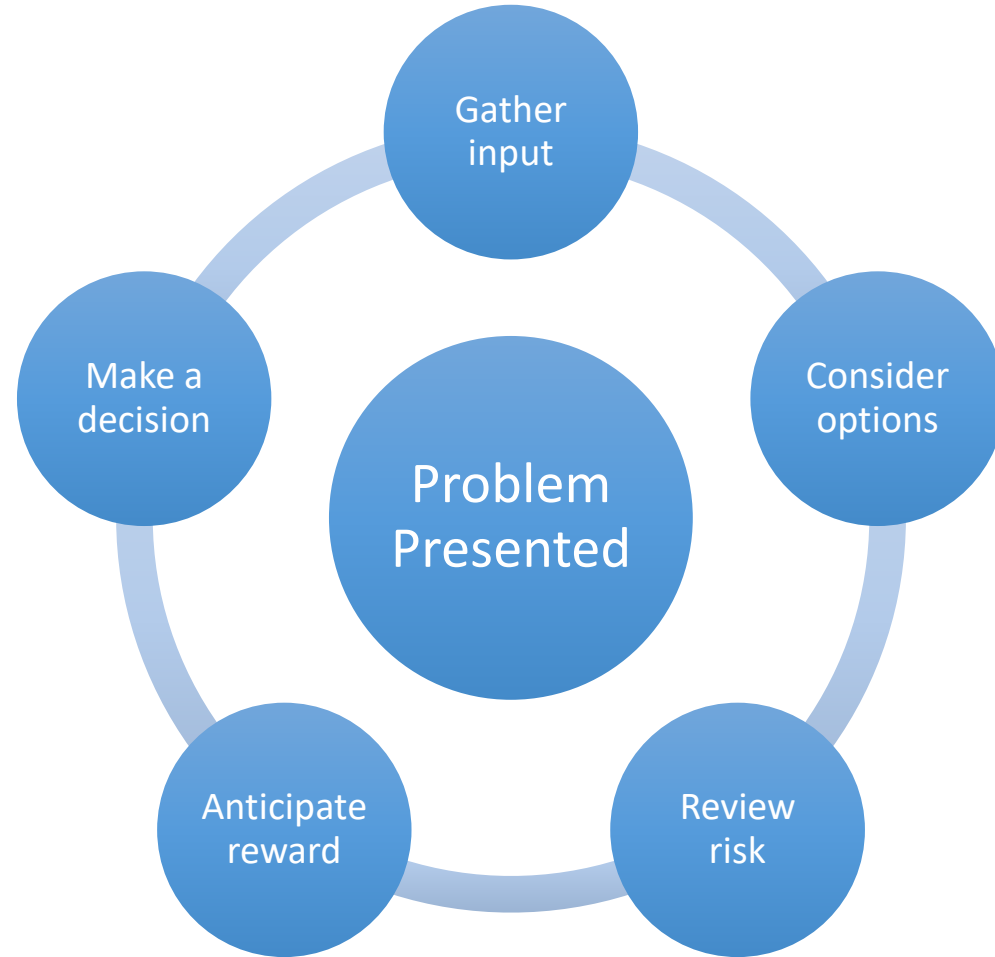 Gather
input
Consider
options
Review
risk
Anticipate
reward
Make a
decision
Problem
Presented